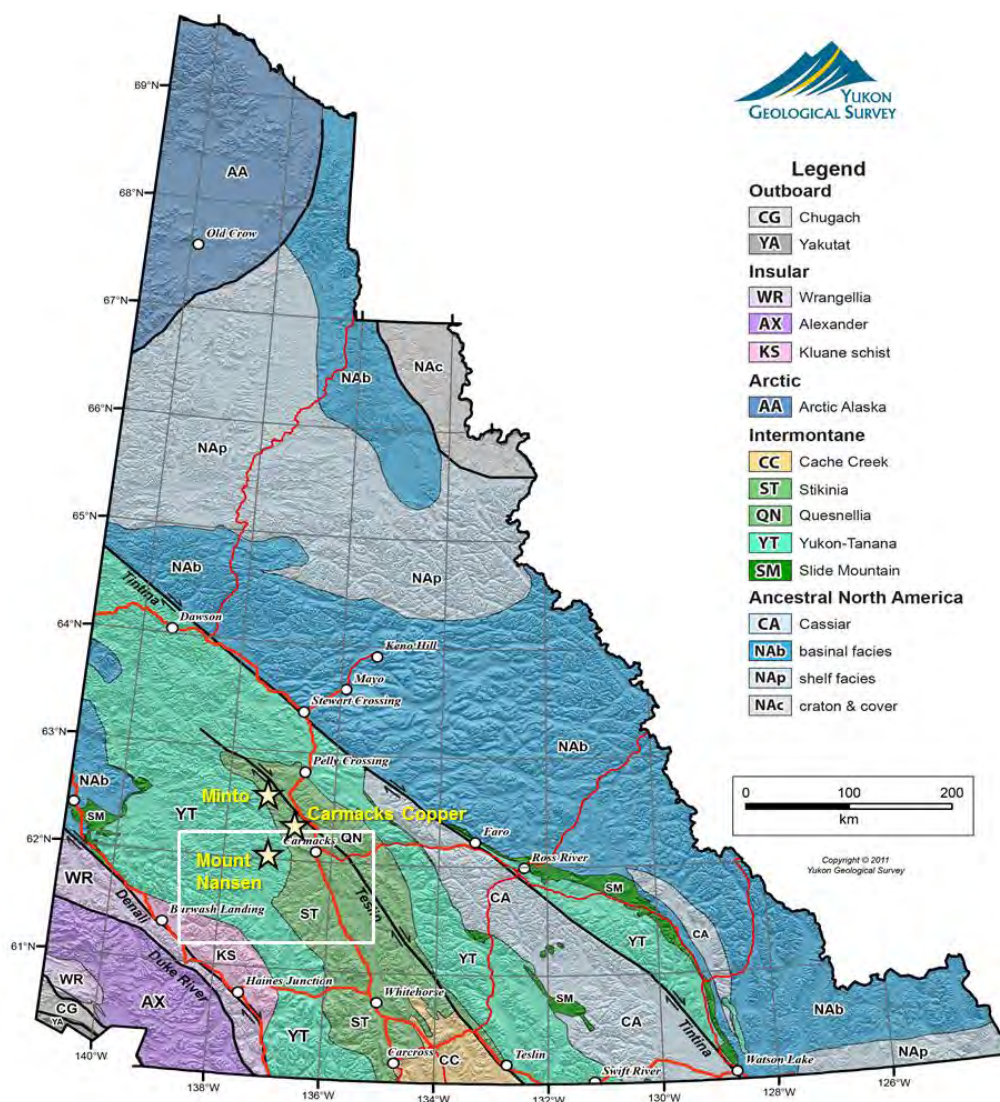 YUKON
GEOLOGICAL SURVEY
Legend
Outboard
CG Chugach
YA Yakutat
Insular
WR Wrangellia
AX Alexander
KS Kluane schist
Arctic
AA Arctic Alaska
Intermontane
CC Cache Creek
ST Stikinia
QN Quesnellia
YT Yukon-Tanana
SM Slide Mountain
Ancestral North America
CA Cassiar
NAb basinal facies
NAp shelf facies
NAc craton & cover
0 100 200
km
Copyright © 2011
Yukon Geological Survey
69°N
AA
68°N
Old Crow
67°N
NAc
NAb
66°N
NAp
65°N
NAb
NAp
Tintina
64°N
Dawson
Keno Hill
Mayo
Stewart Crossing
63°N
NAb
Pelly Crossing
NAb
Minto
YT
Carmacks Copper
SM
62°N
QN
Faro
Carmacks
Mount
Nansen
Ross River
SM
WR
Denali
Teslin
CA
Burwash Landing
ST
YT
CA
61°N
KS
YT
Duke River
WR
Haines Junction
SM
AX
Whitehorse
CG
ST
CA
Tintina
NAb
YA
YT
CC
140°W
Carcross
Teslin
Swift River
Watson Lake
NAp
138°W
136°W
134°W
132°W
130°W
128°W
126°W